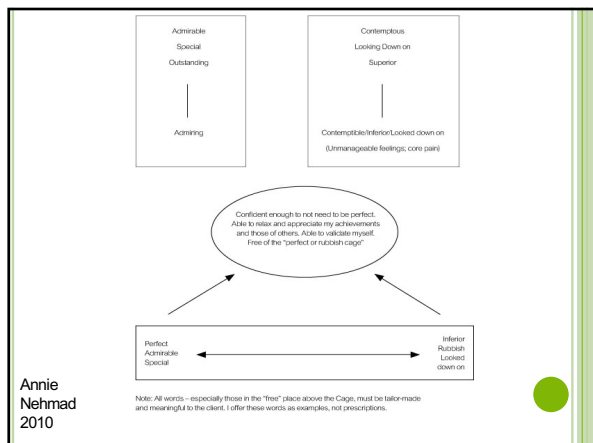 Admirable
Special
Outstanding
Admiring
Contemptous
Looking Down on
Superior
Contemptible/Inferior/Looked down on
(Unmanageable feelings; core pain)
Confident enough to not need to be perfect.
Able to relax and appreciate my achievements
and those of others. Able to validate myself.
Free of the "perfect or rubbish cage"
Perfect
Admirable
Special
Inferior
Rubbish
Looked
down on
Note: All words – especially those in the "free" place above the Cage, must be tailor-made
and meaningful to the client. I offer these words as examples, not prescriptions.
Annie
Nehmad
2010